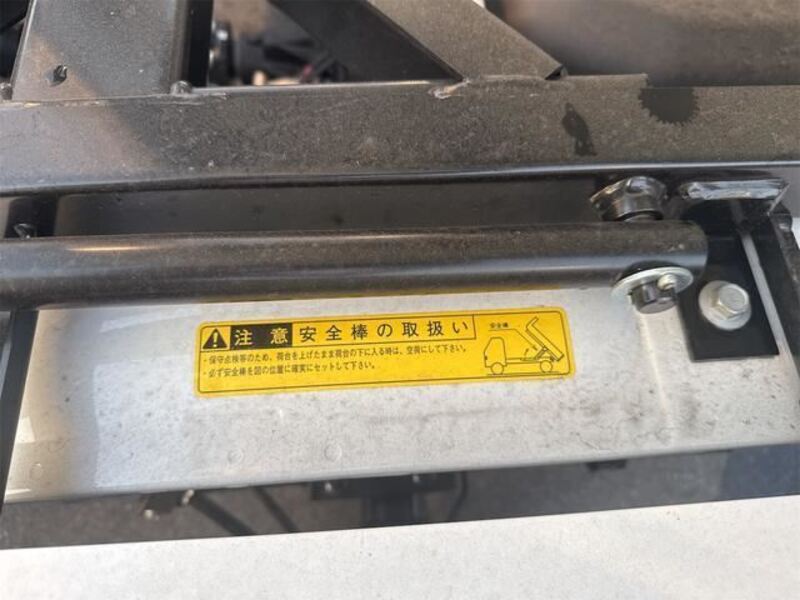 注意 安全棒の取扱い
・保守点検等のため、荷台を上げたまま荷台の下に入る時は、空荷にして下さい。
・必ず安全棒を図の位置に確実にセットして下さい。
安全棒